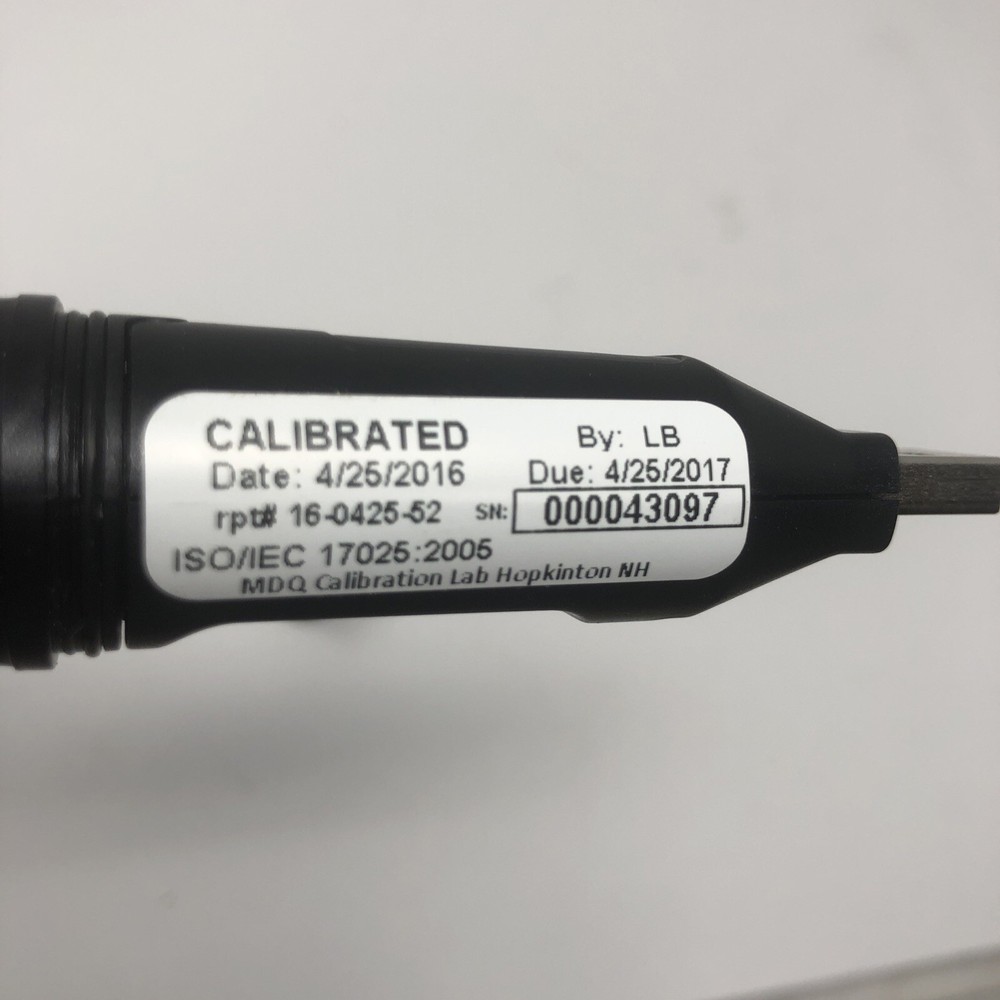 CALIBRATED By: LB
Date: 4/25/2016 Due: 4/25/2017
rpt# 16-0425-52 SN: 000043097
ISO/IEC 17025:2005
MDQ Calibration Lab Hopkinton NH